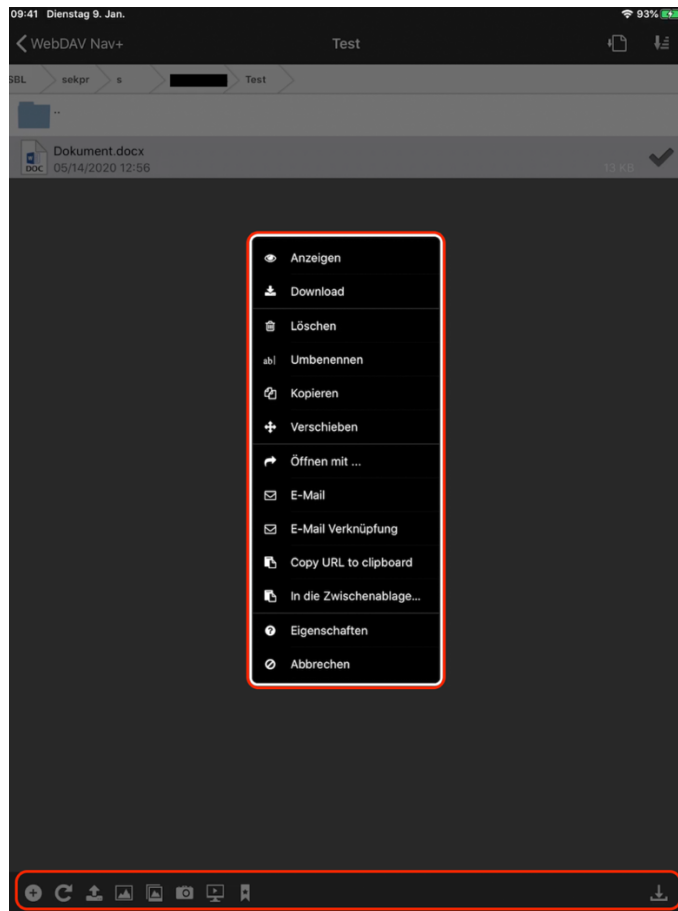 09:41 Dienstag 9. Jan. 93%
WebDAV Nav+ Test
SBL sekpr s Test
..
Dokument.docx
DOC 05/14/2020 12:56 13 KB
Anzeigen
Download
Löschen
ab| Umbenennen
Kopieren
Verschieben
Öffnen mit ...
E-Mail
E-Mail Verknüpfung
Copy URL to clipboard
In die Zwischenablage...
Eigenschaften
Abbrechen